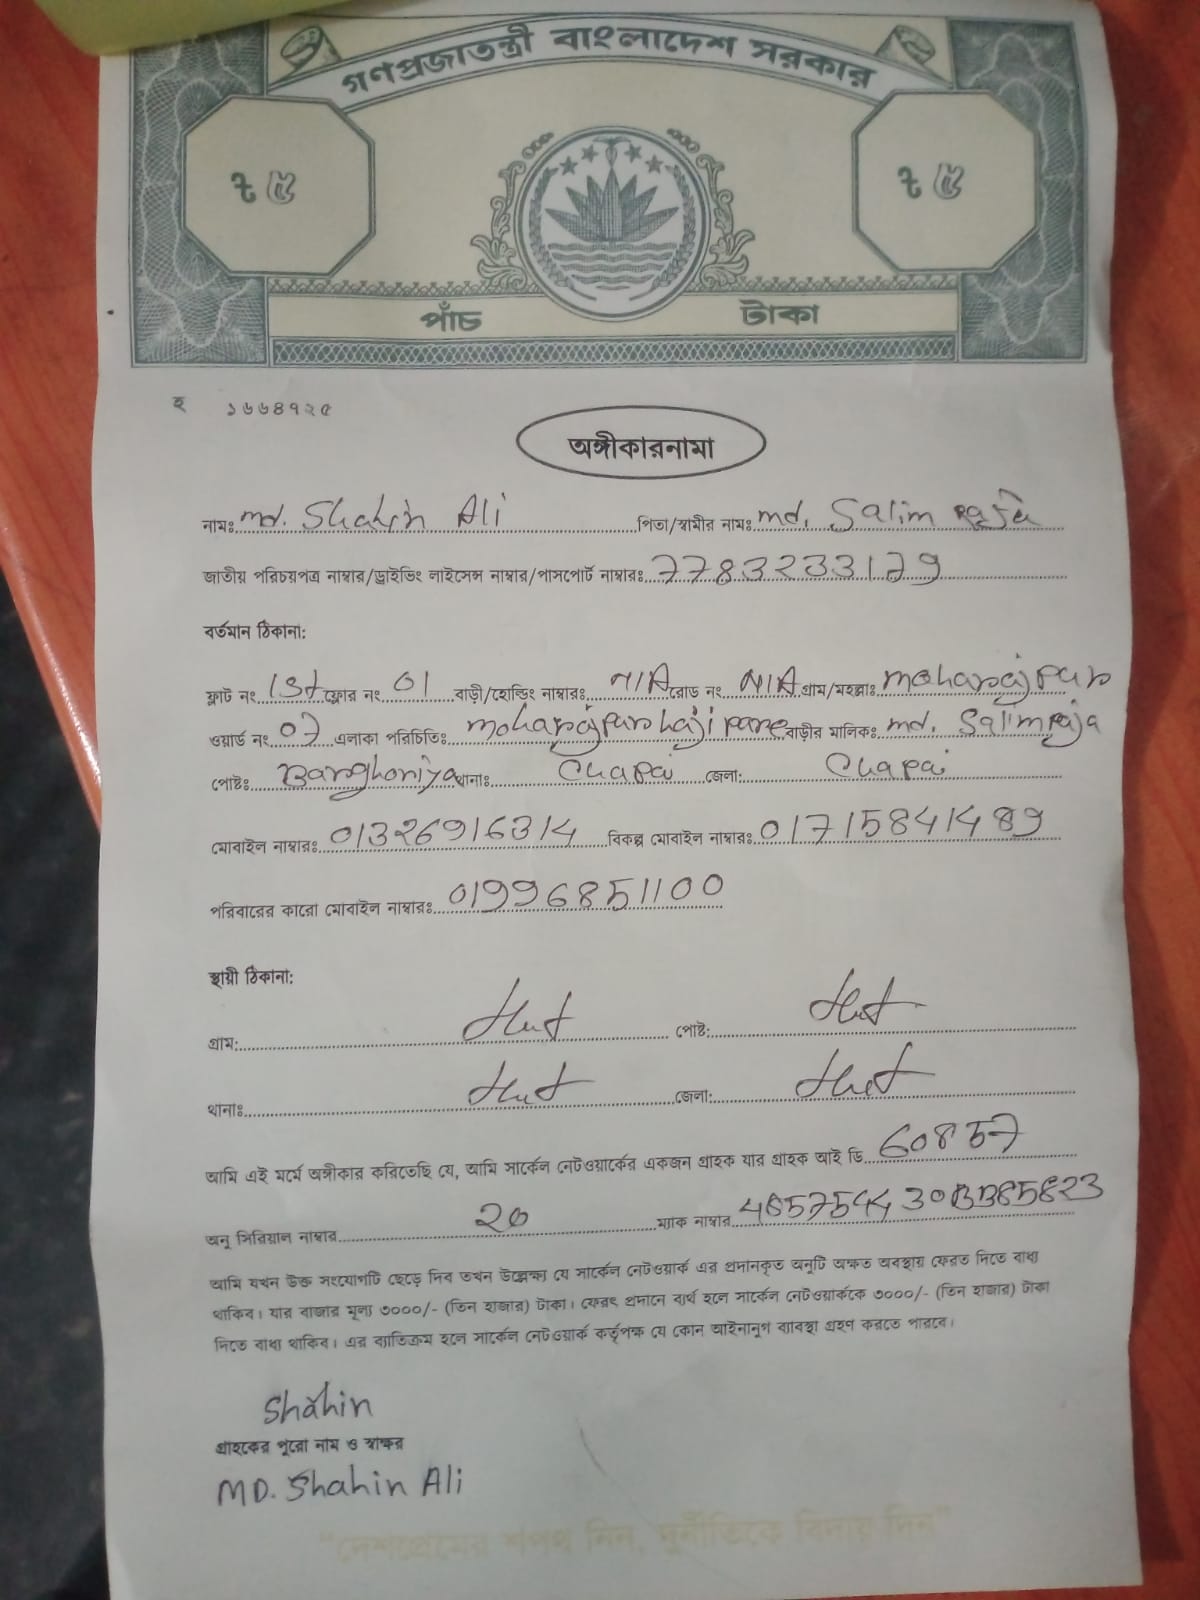 গণপ্রজাতন্ত্রী বাংলাদেশ সরকার
ট ৫ ট ৫
পাঁচ টাকা
হ ১৬৬৪৭২৫
অঙ্গীকারনামা
নামঃ md. Shahin Ali পিতা/স্বামীর নামঃ md. Salim Raja
জাতীয় পরিচয়পত্র নাম্বার/ড্রাইভিং লাইসেন্স নাম্বার/পাসপোর্ট নাম্বারঃ 7783233179
বর্তমান ঠিকানা:
ফ্লাট নং 1st ফ্লোর নং 01 বাড়ী/হোল্ডিং নাম্বারঃ N/A রোড নং N/A গ্রাম/মহল্লাঃ moharajpur
ওয়ার্ড নং 07 এলাকা পরিচিতিঃ moharajpur haji para বাড়ীর মালিকঃ md. Salim Raja
পোষ্টঃ Barghoriya থানাঃ Chapai জেলা: Chapai
মোবাইল নাম্বারঃ 01326916314 বিকল্প মোবাইল নাম্বারঃ 01715841489
পরিবারের কারো মোবাইল নাম্বারঃ 01996851100
স্থায়ী ঠিকানা:
গ্রাম: পোষ্ট:
থানাঃ জেলা:
আমি এই মর্মে অঙ্গীকার করিতেছি যে, আমি সার্কেল নেটওয়ার্কের একজন গ্রাহক যার গ্রাহক আই ডি 60857
অনু সিরিয়াল নাম্বার 20 ম্যাক নাম্বার
আমি যখন উক্ত সংযোগটি ছেড়ে দিব তখন উল্লেক্ষ্য যে সার্কেল নেটওয়ার্ক এর প্রদানকৃত অনুটি অক্ষত অবস্থায় ফেরত দিতে বাধ্য
থাকিব। যার বাজার মূল্য ৩০০০/- (তিন হাজার) টাকা। ফেরৎ প্রদানে ব্যর্থ হলে সার্কেল নেটওয়ার্ককে ৩০০০/- (তিন হাজার) টাকা
দিতে বাধ্য থাকিব। এর ব্যাতিক্রম হলে সার্কেল নেটওয়ার্ক কর্তৃপক্ষ যে কোন আইনানুগ ব্যাবস্থা গ্রহণ করতে পারবে।
Shahin
গ্রাহকের পুরো নাম ও স্বাক্ষর
MD. Shahin Ali
"দেশপ্রেমের শপথ নিন, দুর্নীতিকে বিদায় দিন"